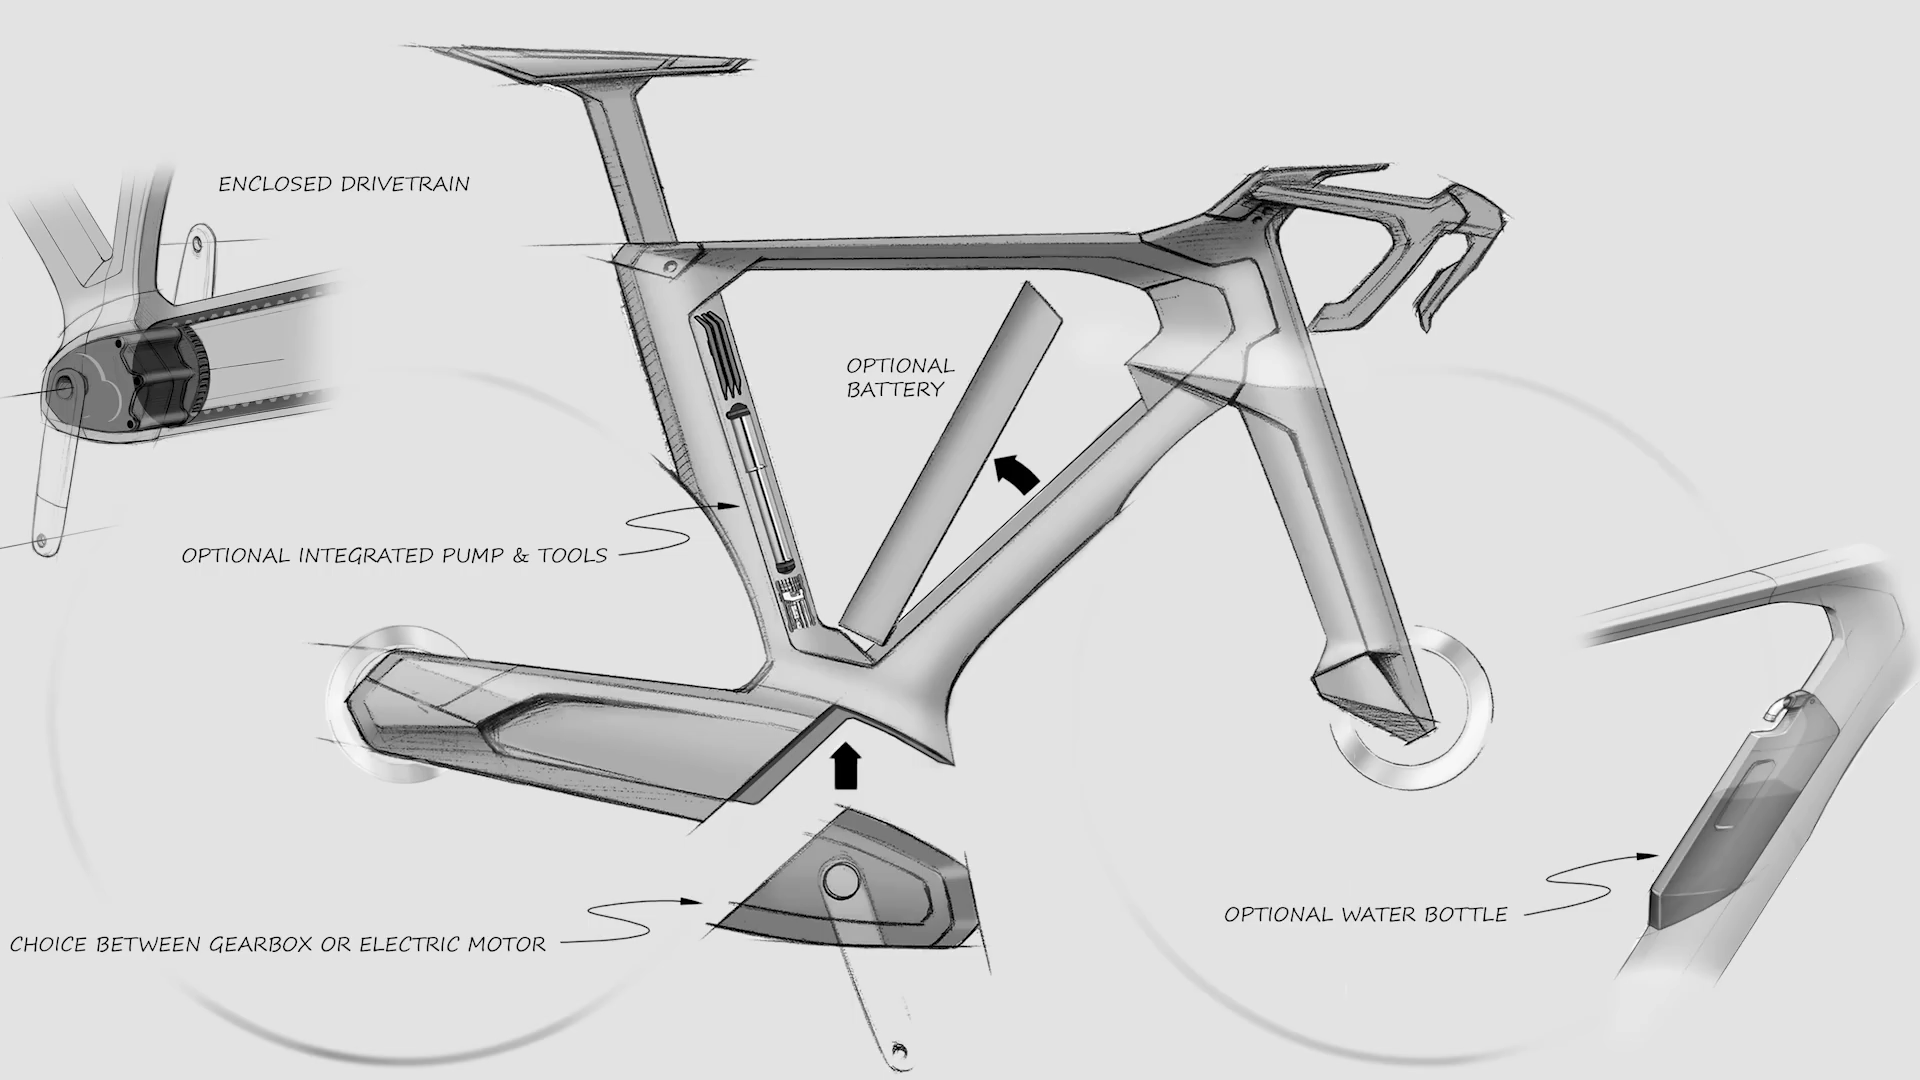 ENCLOSED DRIVETRAIN
OPTIONAL
BATTERY
OPTIONAL INTEGRATED PUMP & TOOLS
OPTIONAL WATER BOTTLE
CHOICE BETWEEN GEARBOX OR ELECTRIC MOTOR